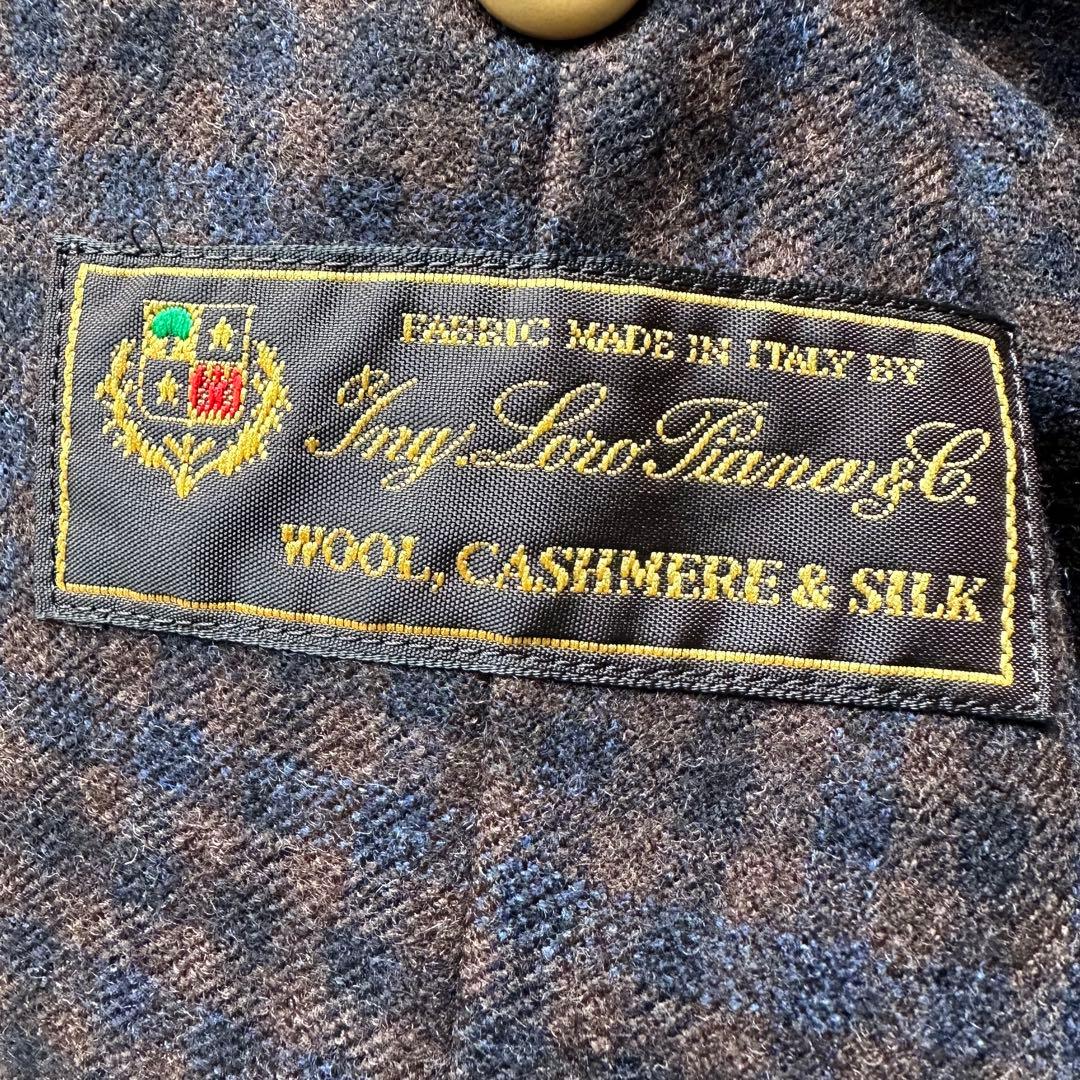 FABRIC MADE IN ITALY BY
Ing. Loro Piana & C.
WOOL, CASHMERE & SILK